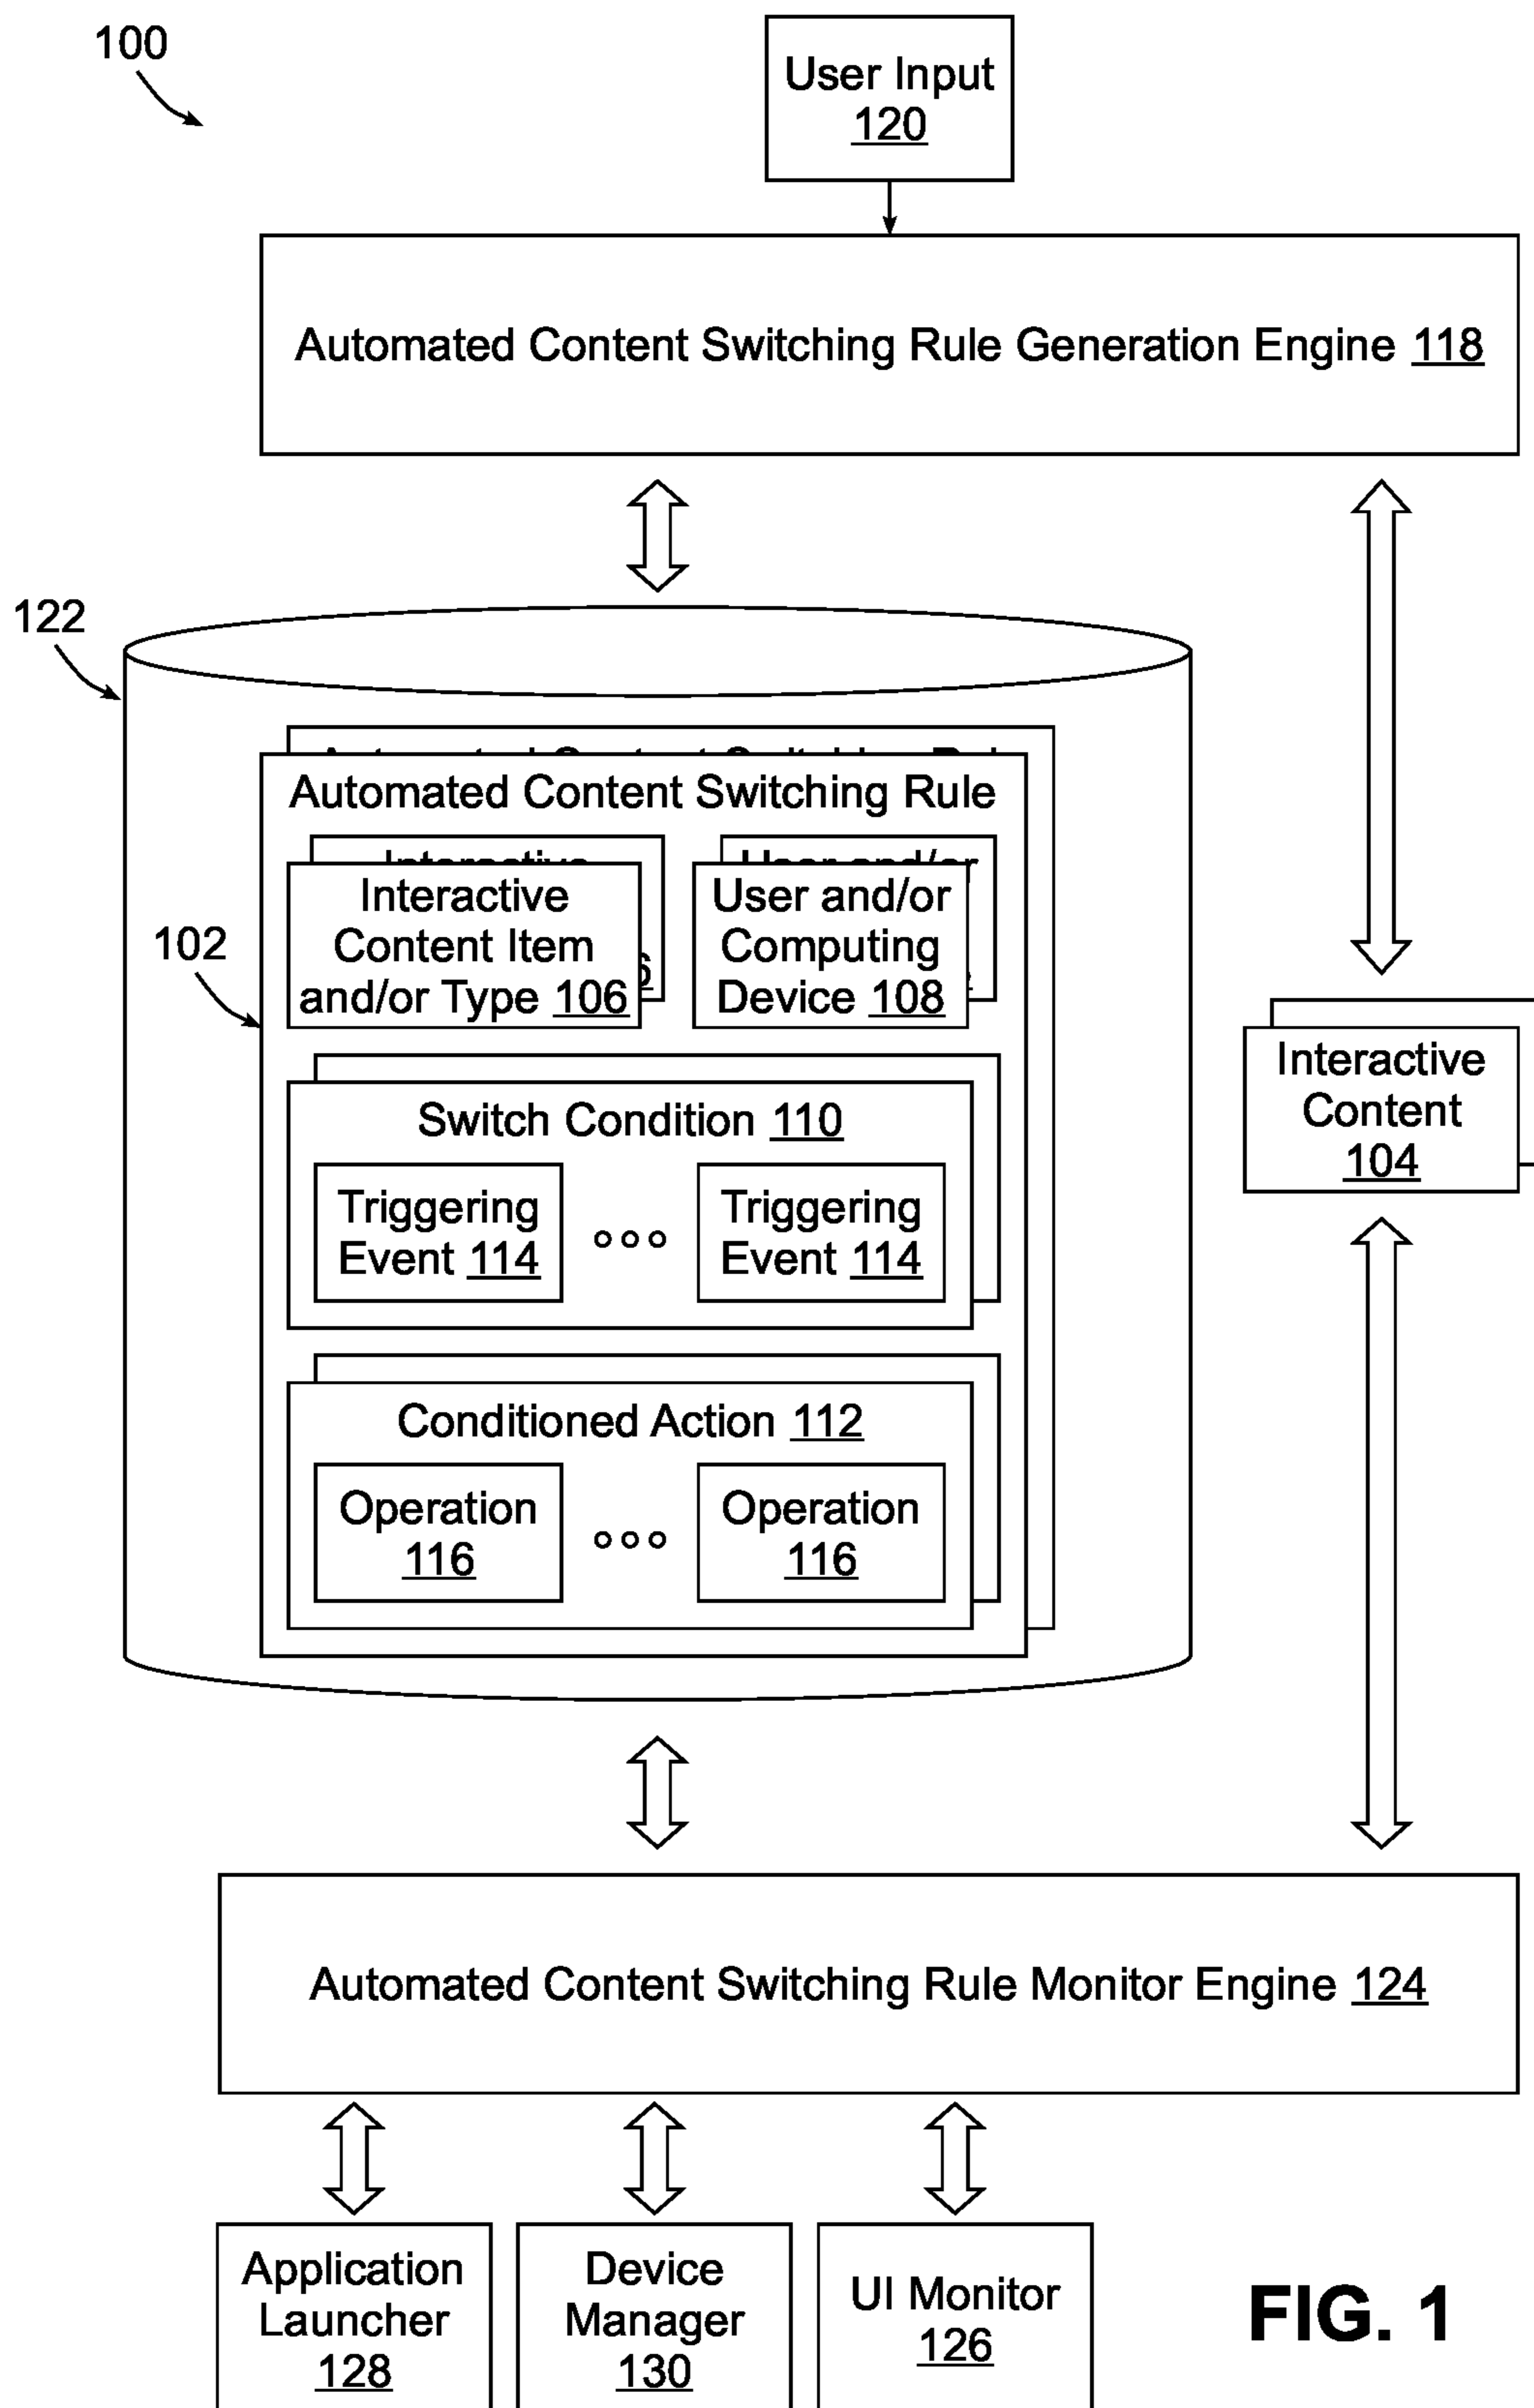 100
User Input
120
Automated Content Switching Rule Generation Engine 118
122
Automated Content Switching Rule
102
Interactive
Content Item
and/or Type 106
User and/or
Computing
Device 108
Interactive
Content
104
Switch Condition 110
Triggering
Event 114
Triggering
Event 114
Conditioned Action 112
Operation
116
Operation
116
Automated Content Switching Rule Monitor Engine 124
Application
Launcher
128
Device
Manager
130
UI Monitor
126
FIG. 1